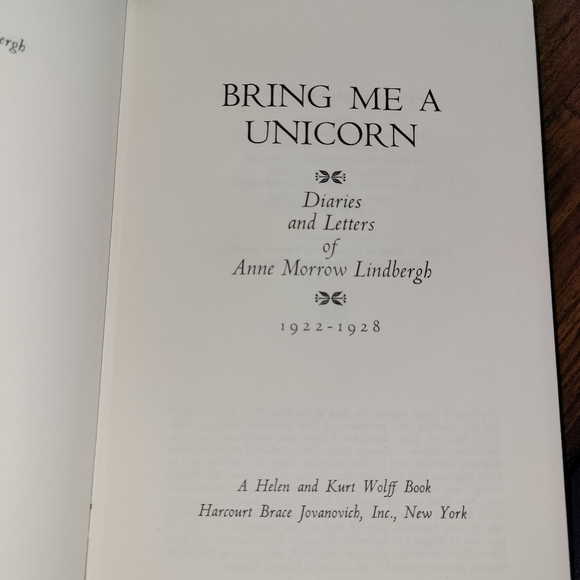 BRING ME A
UNICORN
Diaries
and Letters
of
Anne Morrow Lindbergh
1922-1928
A Helen and Kurt Wolff Book
Harcourt Brace Jovanovich, Inc., New York